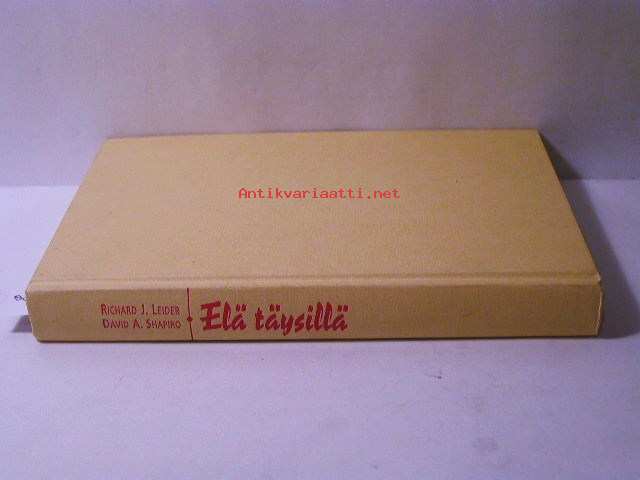 Antikvariaatti.net
RICHARD J. LEIDER
DAVID A. SHAPIRO
Elä täysillä